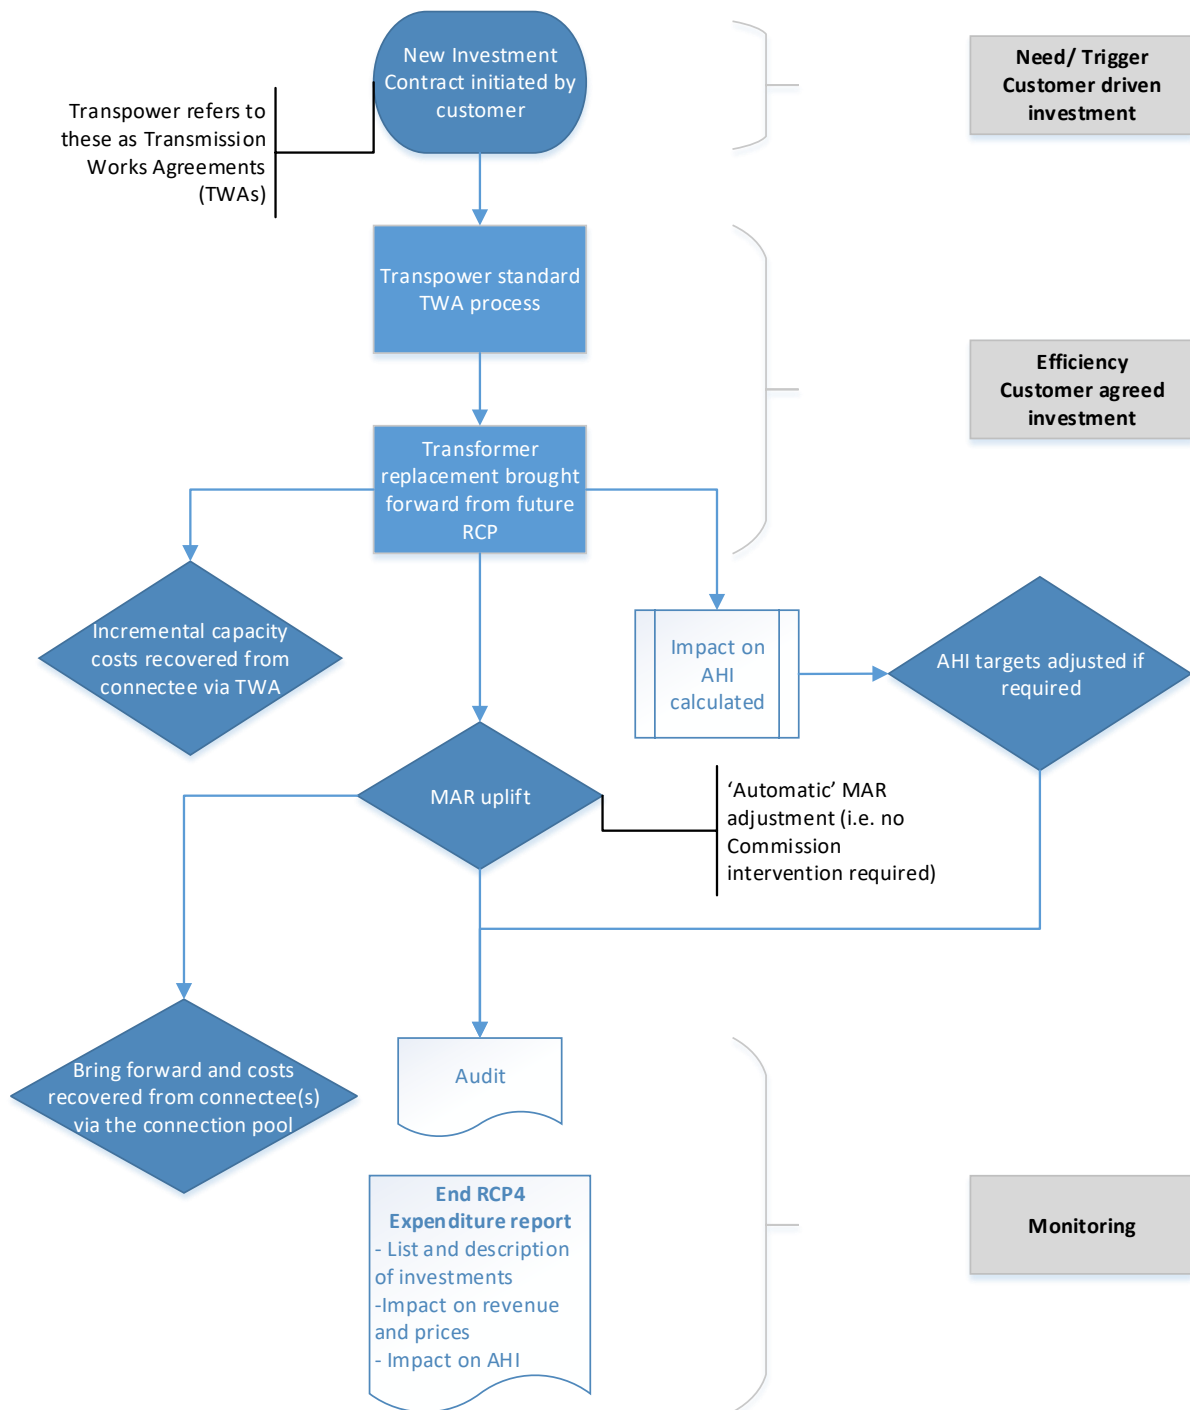 New Investment
Contract initiated by
customer
Need/ Trigger
Customer driven
investment
Transpower refers to
these as Transmission
Works Agreements
(TWAs)
Transpower standard
TWA process
Efficiency
Customer agreed
investment
Transformer
replacement brought
forward from future
RCP
Incremental capacity
costs recovered from
connectee via TWA
Impact on
AHI
calculated
AHI targets adjusted if
required
MAR uplift
‘Automatic’ MAR
adjustment (i.e. no
Commission
intervention required)
Bring forward and costs
recovered from connectee(s)
via the connection pool
Audit
End RCP4
Expenditure report
- List and description
of investments
-Impact on revenue
and prices
- Impact on AHI
Monitoring